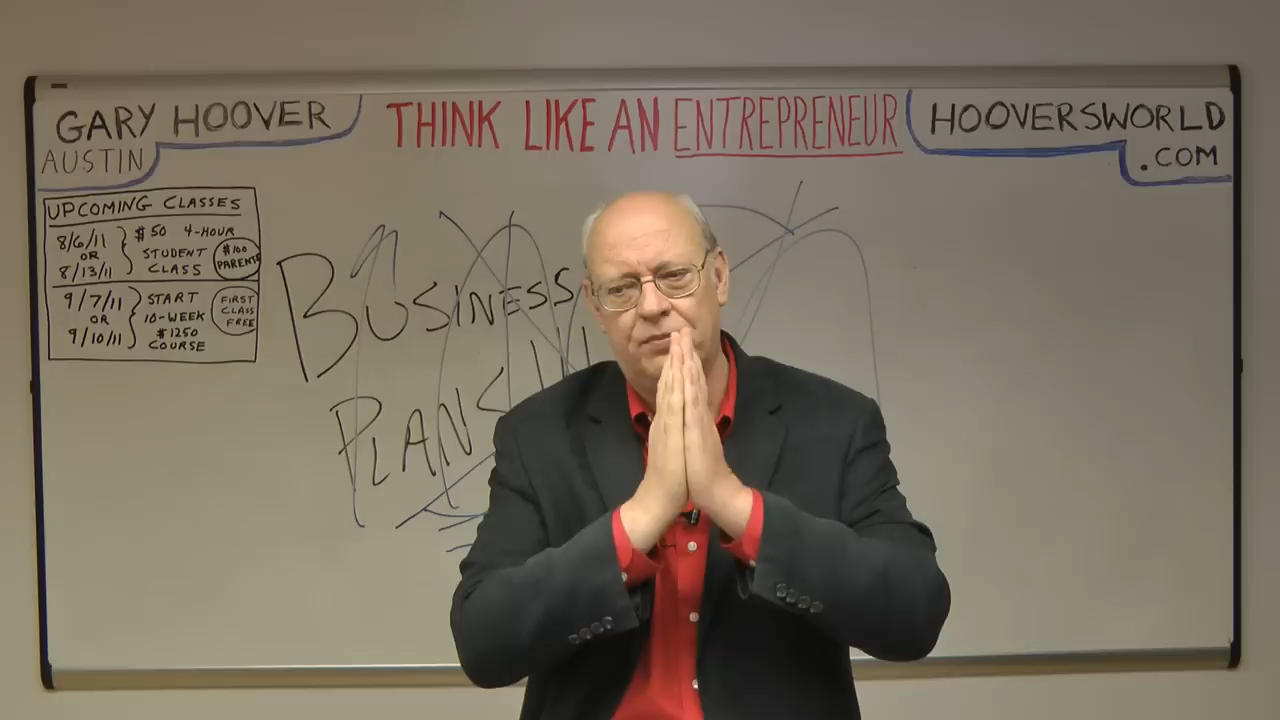 GARY HOOVER
AUSTIN
THINK LIKE AN ENTREPRENEUR
HOOVERSWORLD
.COM
UPCOMING CLASSES
8/6/11
OR
8/13/11
$50 4-HOUR
STUDENT
CLASS
$100
PARENTS
9/7/11
OR
9/10/11
START
10-WEEK
$1250
COURSE
FIRST
CLASS
FREE
BUSINESS
PLANS